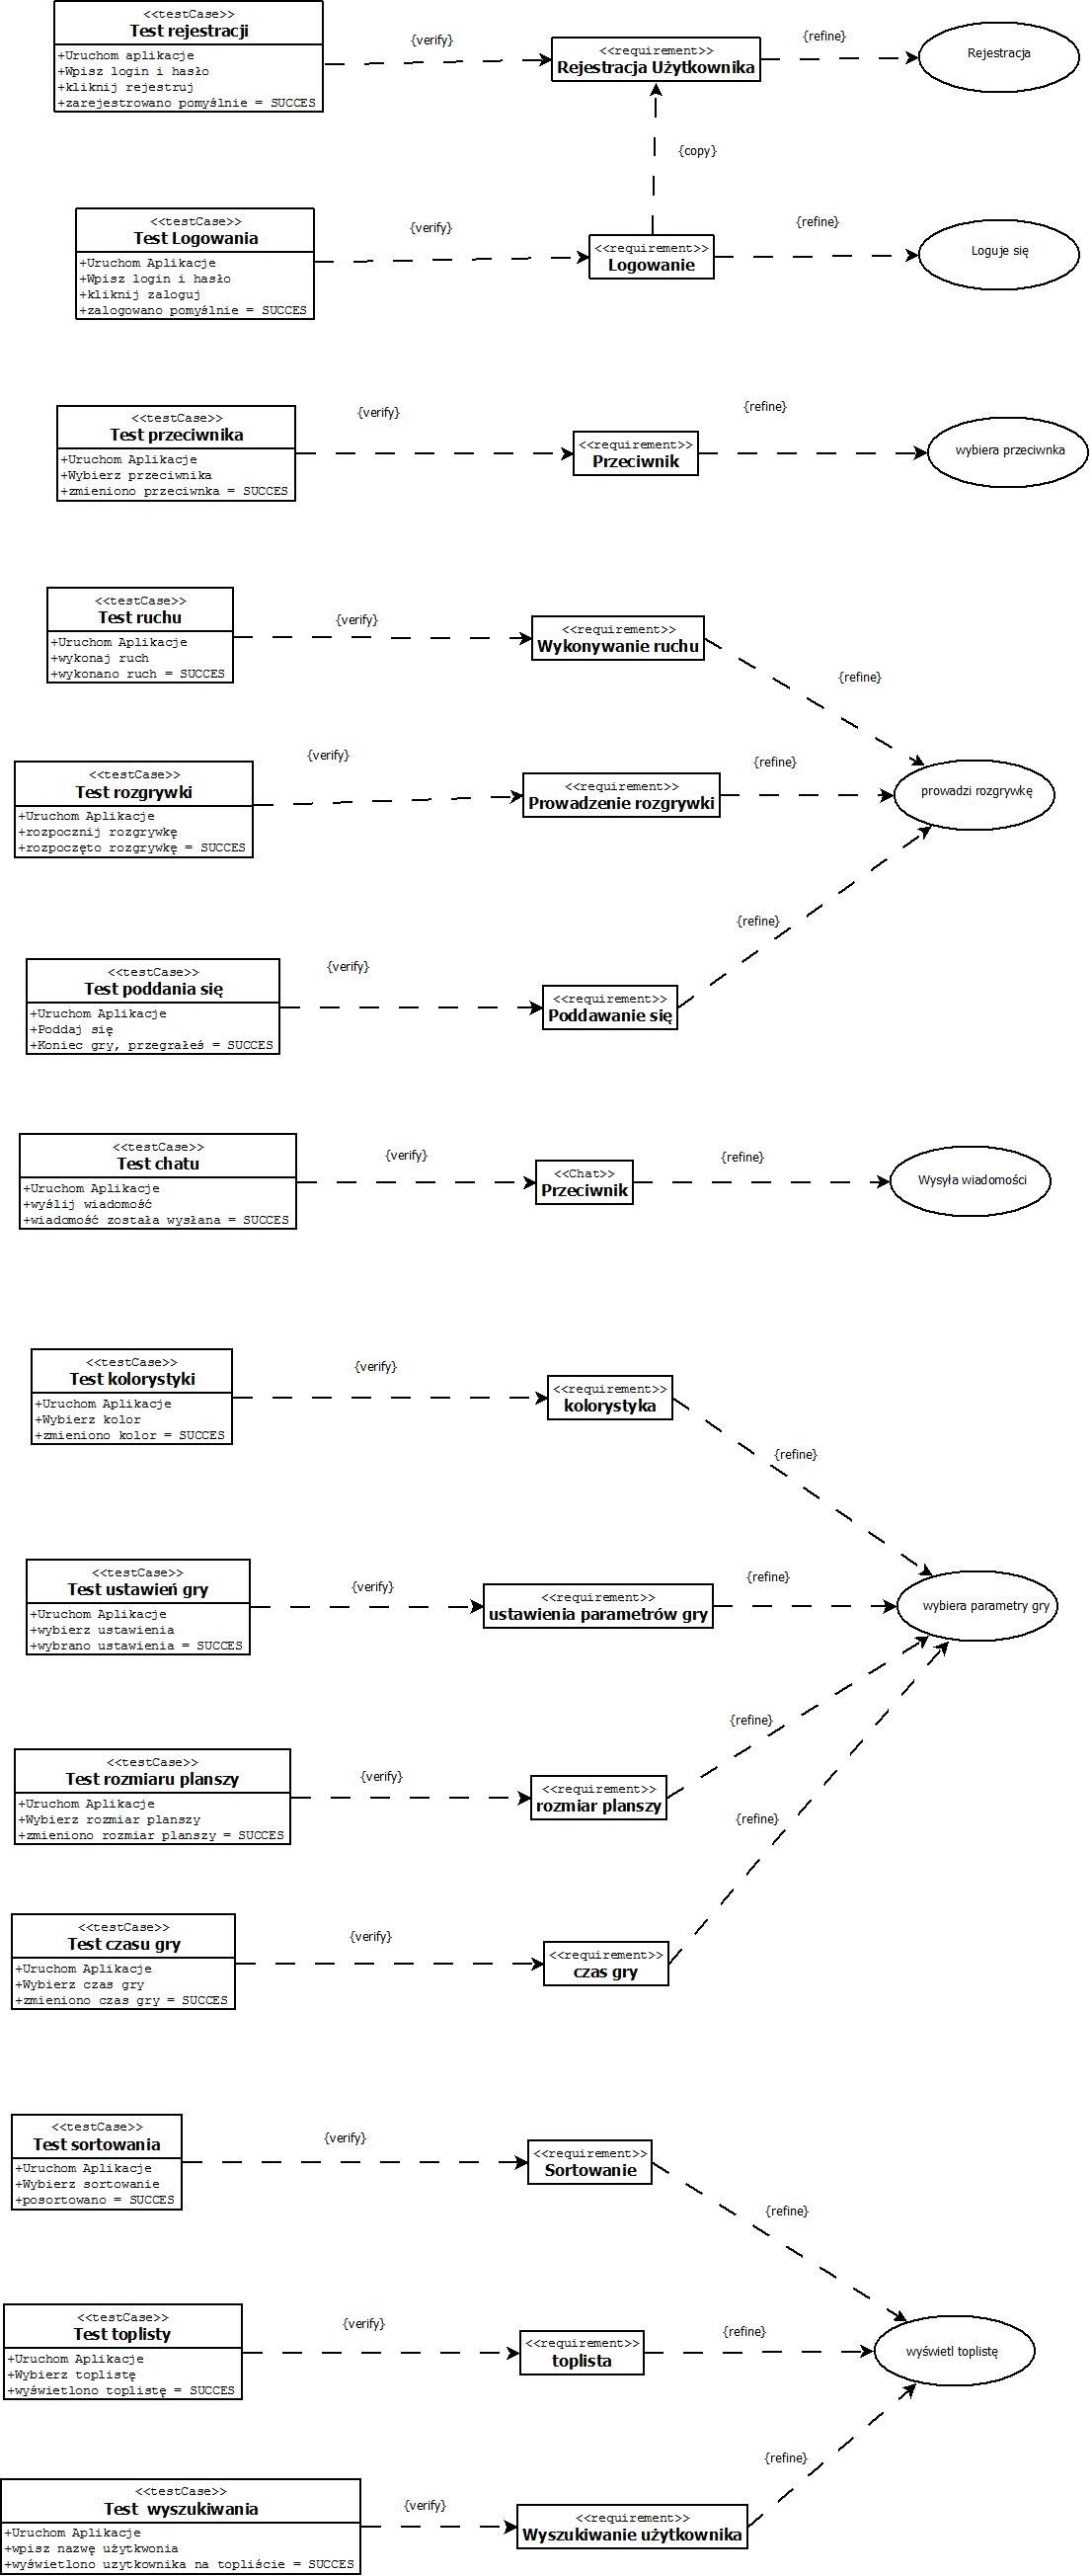 <<testCase>>
Test rejestracji
+Uruchom aplikacje
+Wpisz login i hasło
+kliknij rejestruj
+zarejestrowano pomyślnie = SUCCES
{verify}
<<requirement>>
Rejestracja Użytkownika
{refine}
Rejestracja
{copy}
<<testCase>>
Test Logowania
+Uruchom Aplikacje
+Wpisz login i hasło
+kliknij zaloguj
+zalogowano pomyślnie = SUCCES
{verify}
<<requirement>>
Logowanie
{refine}
Loguje się
<<testCase>>
Test przeciwnika
+Uruchom Aplikacje
+Wybierz przeciwnika
+zmieniono przeciwnka = SUCCES
{verify}
<<requirement>>
Przeciwnik
{refine}
wybiera przeciwnka
<<testCase>>
Test ruchu
+Uruchom Aplikacje
+wykonaj ruch
+wykonano ruch = SUCCES
{verify}
<<requirement>>
Wykonywanie ruchu
{refine}
<<testCase>>
Test rozgrywki
+Uruchom Aplikacje
+rozpocznij rozgrywkę
+rozpoczęto rozgrywkę = SUCCES
{verify}
<<requirement>>
Prowadzenie rozgrywki
{refine}
prowadzi rozgrywkę
<<testCase>>
Test poddania się
+Uruchom Aplikacje
+Poddaj się
+Koniec gry, przegrałeś = SUCCES
{verify}
<<requirement>>
Poddawanie się
{refine}
<<testCase>>
Test chatu
+Uruchom Aplikacje
+wyślij wiadomość
+wiadomość została wysłana = SUCCES
{verify}
<<Chat>>
Przeciwnik
{refine}
Wysyła wiadomości
<<testCase>>
Test kolorystyki
+Uruchom Aplikacje
+Wybierz kolor
+zmieniono kolor = SUCCES
{verify}
<<requirement>>
kolorystyka
{refine}
<<testCase>>
Test ustawień gry
+Uruchom Aplikacje
+wybierz ustawienia
+wybrano ustawienia = SUCCES
{verify}
<<requirement>>
ustawienia parametrów gry
{refine}
wybiera parametry gry
<<testCase>>
Test rozmiaru planszy
+Uruchom Aplikacje
+Wybierz rozmiar planszy
+zmieniono rozmiar planszy = SUCCES
{verify}
<<requirement>>
rozmiar planszy
{refine}
<<testCase>>
Test czasu gry
+Uruchom Aplikacje
+Wybierz czas gry
+zmieniono czas gry = SUCCES
{verify}
<<requirement>>
czas gry
{refine}
<<testCase>>
Test sortowania
+Uruchom Aplikacje
+Wybierz sortowanie
+posortowano = SUCCES
{verify}
<<requirement>>
Sortowanie
{refine}
<<testCase>>
Test toplisty
+Uruchom Aplikacje
+Wybierz toplistę
+wyświetlono toplistę = SUCCES
{verify}
<<requirement>>
toplista
{refine}
wyświetl toplistę
<<testCase>>
Test  wyszukiwania
+Uruchom Aplikacje
+wpisz nazwę użytkwonia
+wyświetlono uzytkownika na topliście = SUCCES
{verify}
<<requirement>>
Wyszukiwanie użytkownika
{refine}